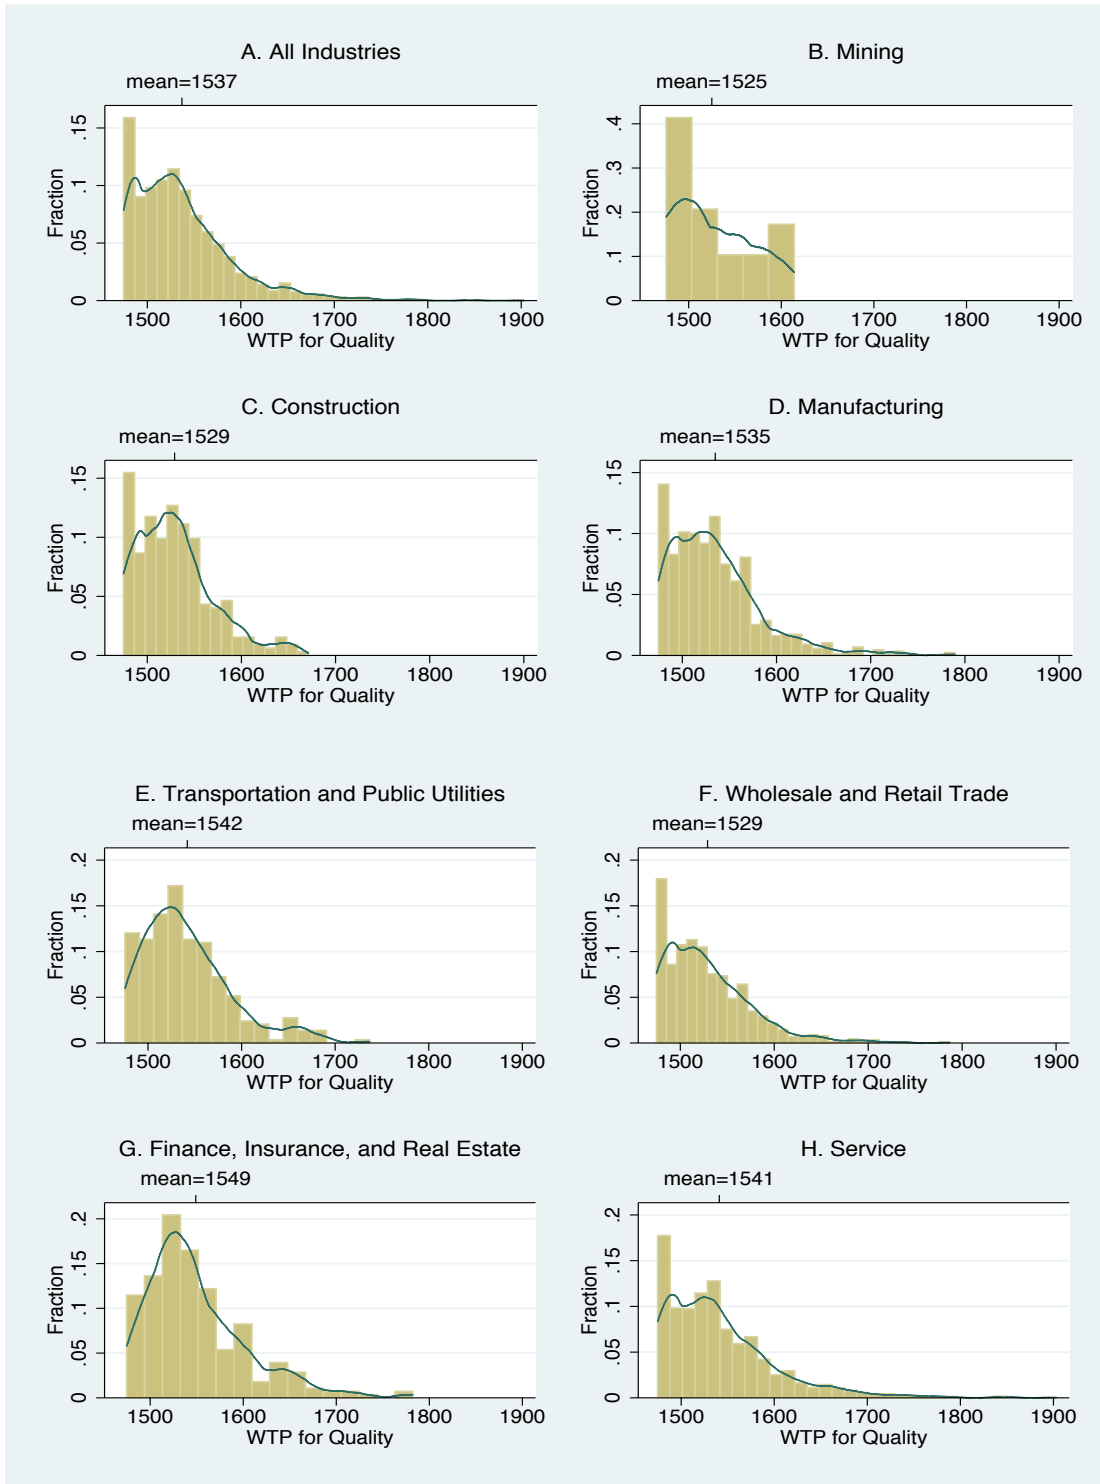 A. All Industries
mean=1537
Fraction
0 .05 .1 .15
1500 1600 1700 1800 1900
WTP for Quality
B. Mining
mean=1525
Fraction
0 .1 .2 .3 .4
1500 1600 1700 1800 1900
WTP for Quality
C. Construction
mean=1529
Fraction
0 .05 .1 .15
1500 1600 1700 1800 1900
WTP for Quality
D. Manufacturing
mean=1535
Fraction
0 .05 .1 .15
1500 1600 1700 1800 1900
WTP for Quality
E. Transportation and Public Utilities
mean=1542
Fraction
0 .05 .1 .15 .2
1500 1600 1700 1800 1900
WTP for Quality
F. Wholesale and Retail Trade
mean=1529
Fraction
0 .05 .1 .15 .2
1500 1600 1700 1800 1900
WTP for Quality
G. Finance, Insurance, and Real Estate
mean=1549
Fraction
0 .05 .1 .15 .2
1500 1600 1700 1800 1900
WTP for Quality
H. Service
mean=1541
Fraction
0 .05 .1 .15 .2
1500 1600 1700 1800 1900
WTP for Quality